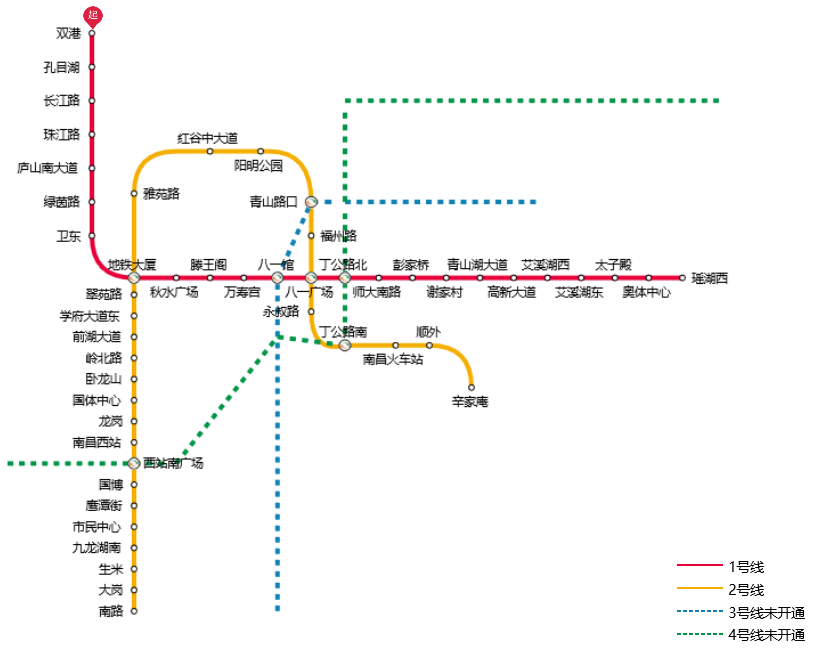 起
双港
孔目湖
长江路
珠江路
庐山南大道
绿茵路
卫东
红谷中大道
阳明公园
雅苑路
青山路口
福州路
地铁大厦
滕王阁
八一馆
丁公路北
彭家桥
青山湖大道
艾溪湖西
太子殿
瑶湖西
秋水广场
万寿宫
八一广场
师大南路
谢家村
高新大道
艾溪湖东
奥体中心
翠苑路
学府大道东
前湖大道
岭北路
卧龙山
国体中心
龙岗
南昌西站
西站南广场
国博
鹰潭街
市民中心
九龙湖南
生米
大岗
南路
永叔路
丁公路南
顺外
南昌火车站
辛家庵
1号线
2号线
3号线未开通
4号线未开通